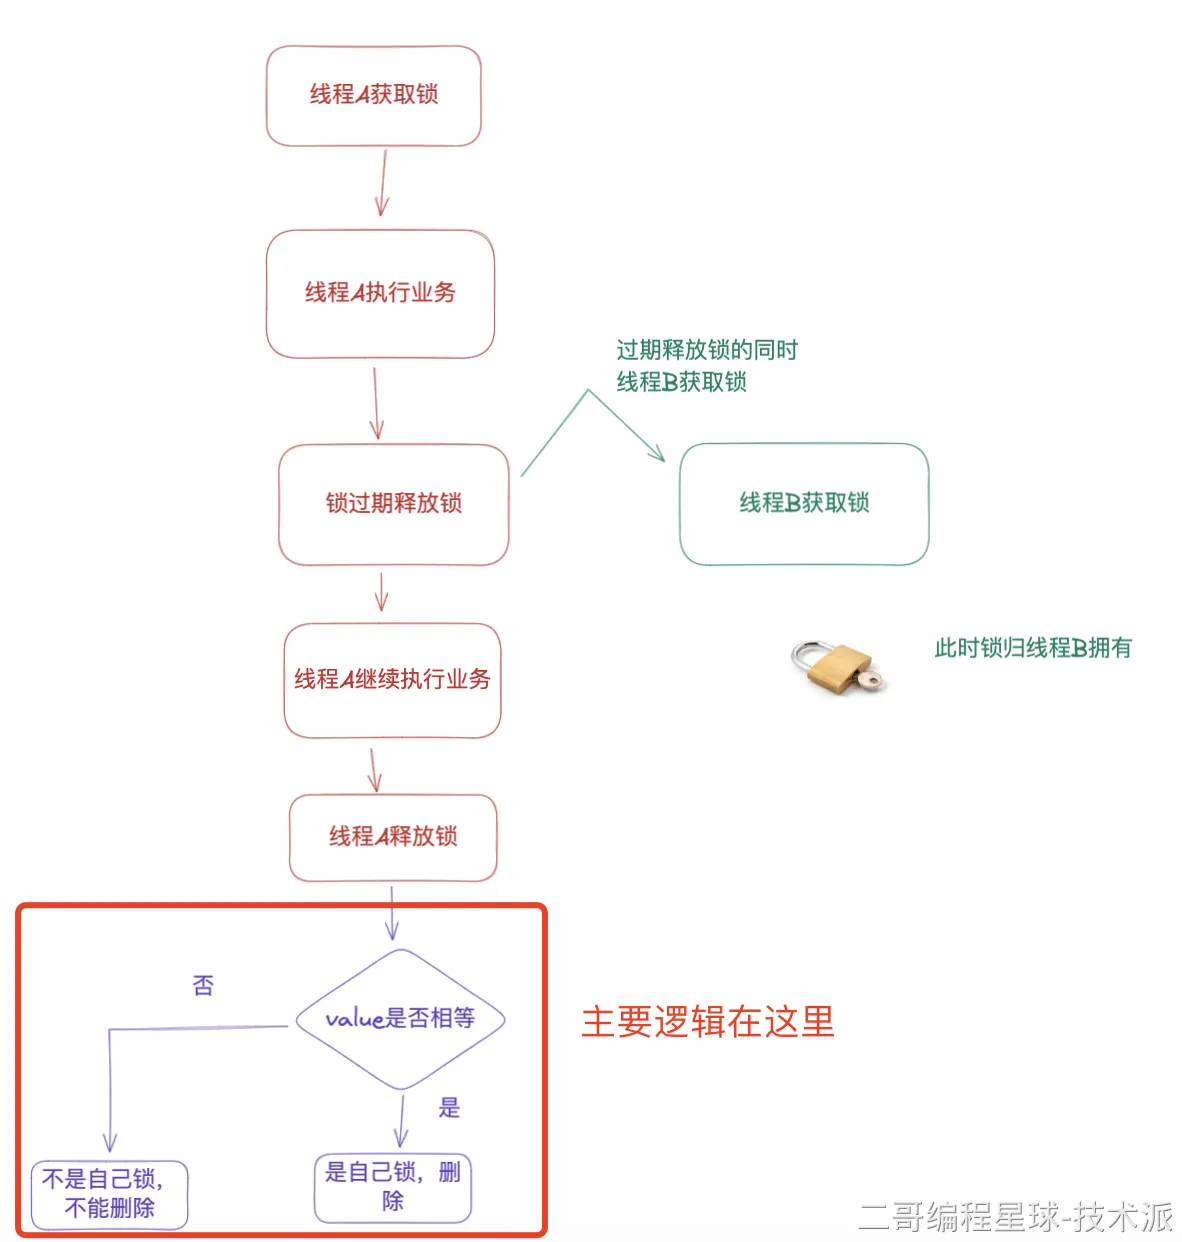 线程A获取锁
线程A执行业务
过期释放锁的同时
线程B获取锁
锁过期释放锁
线程B获取锁
此时锁归线程B拥有
线程A继续执行业务
线程A释放锁
否
value是否相等
主要逻辑在这里
是
不是自己锁，
不能删除
是自己锁，删
除
二哥编程星球-技术派